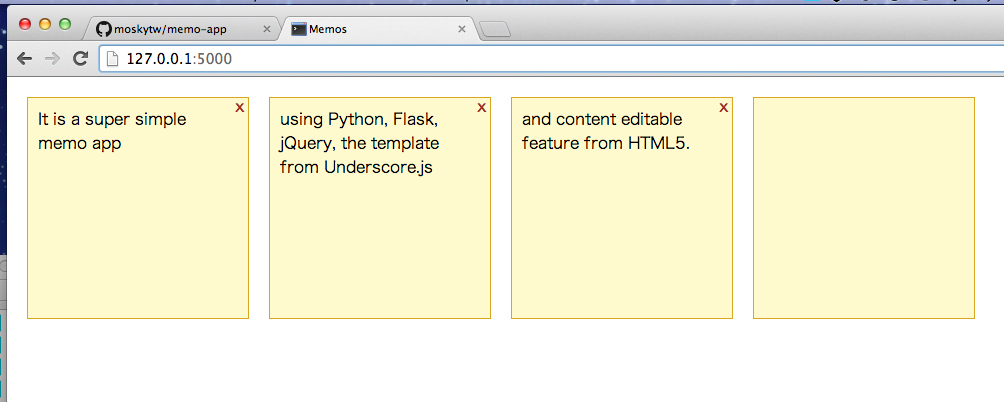 moskytw/memo-app × Memos ×
127.0.0.1:5000
X
It is a super simple
memo app
X
using Python, Flask,
jQuery, the template
from Underscore.js
X
and content editable
feature from HTML5.